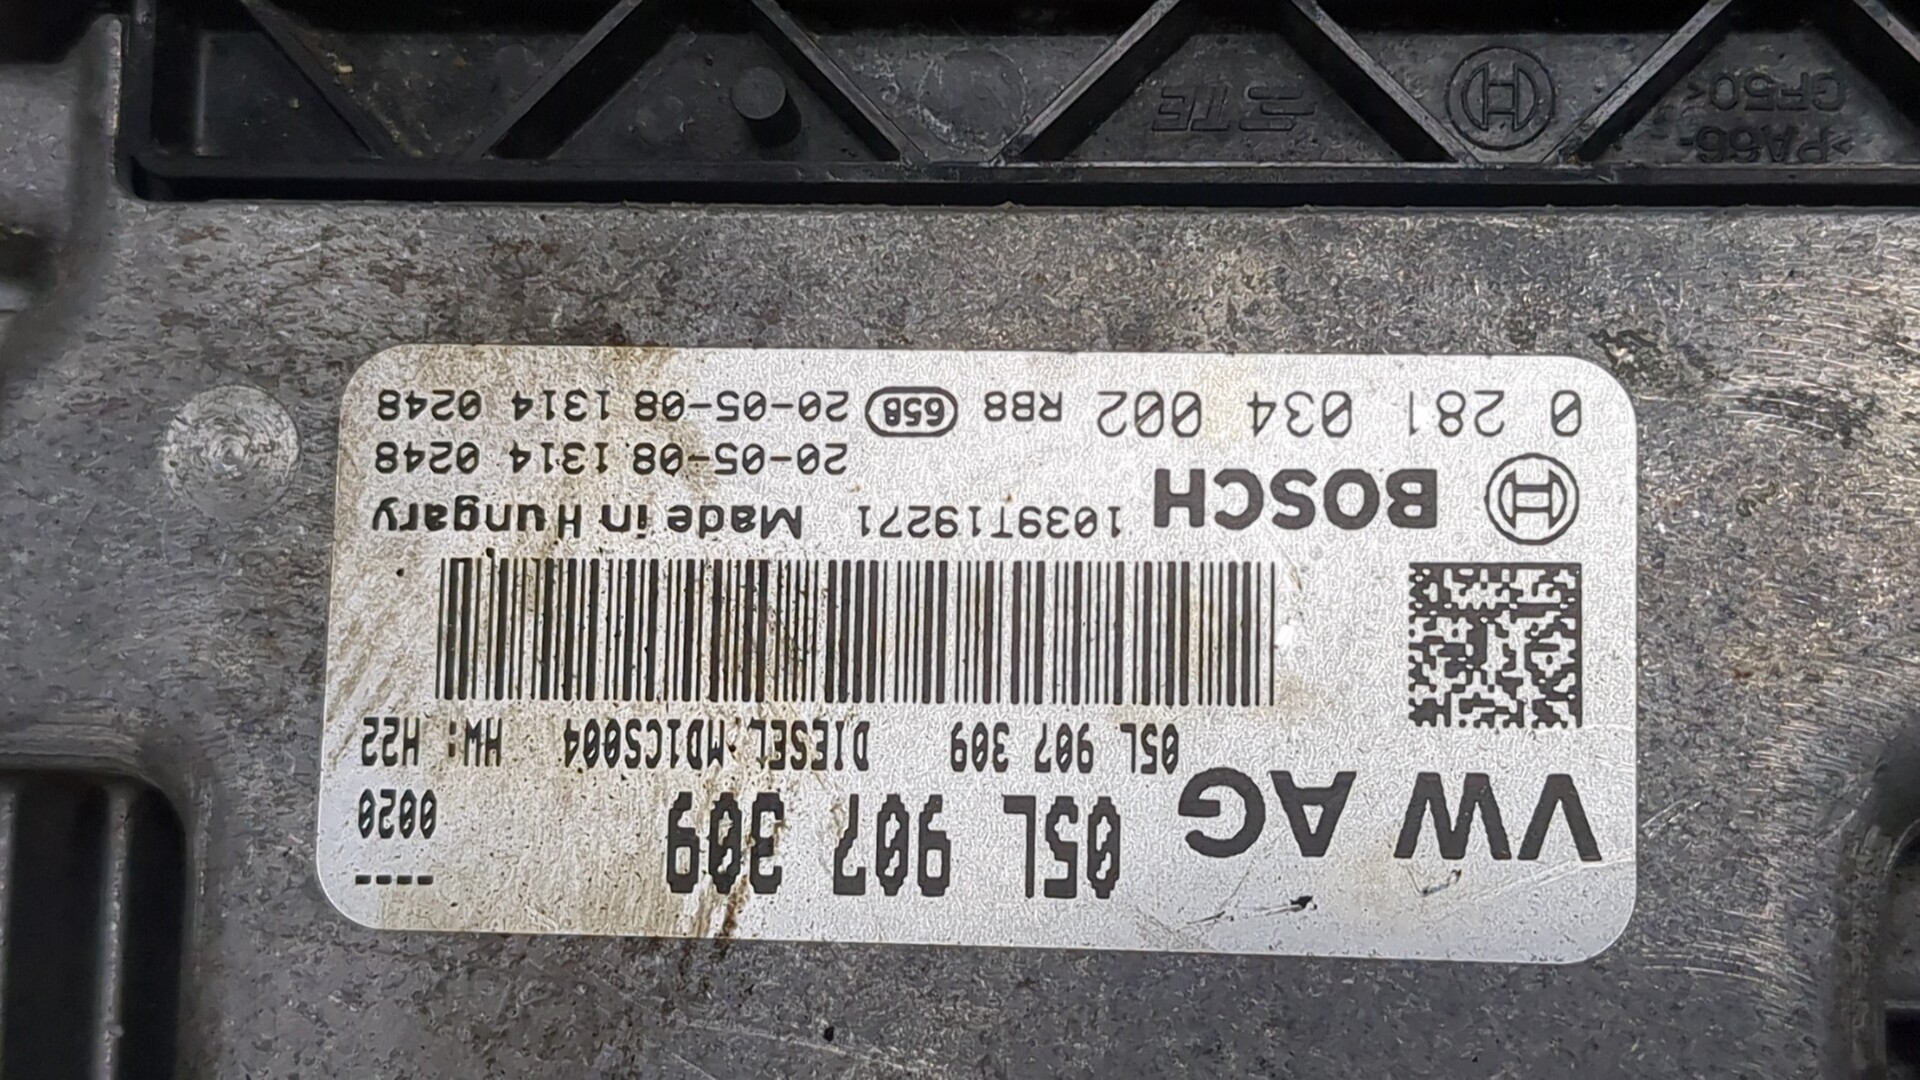 VW AG 05L 907 309
----
0020
05L 907 309 DIESEL MD1CS004 HW: H22
BOSCH 1039T19271 Made in Hungary
20-05-08 1314 0248
0 281 034 002 RB8 658 20-05-08 1314 0248
TE
>PA66-
GF50<